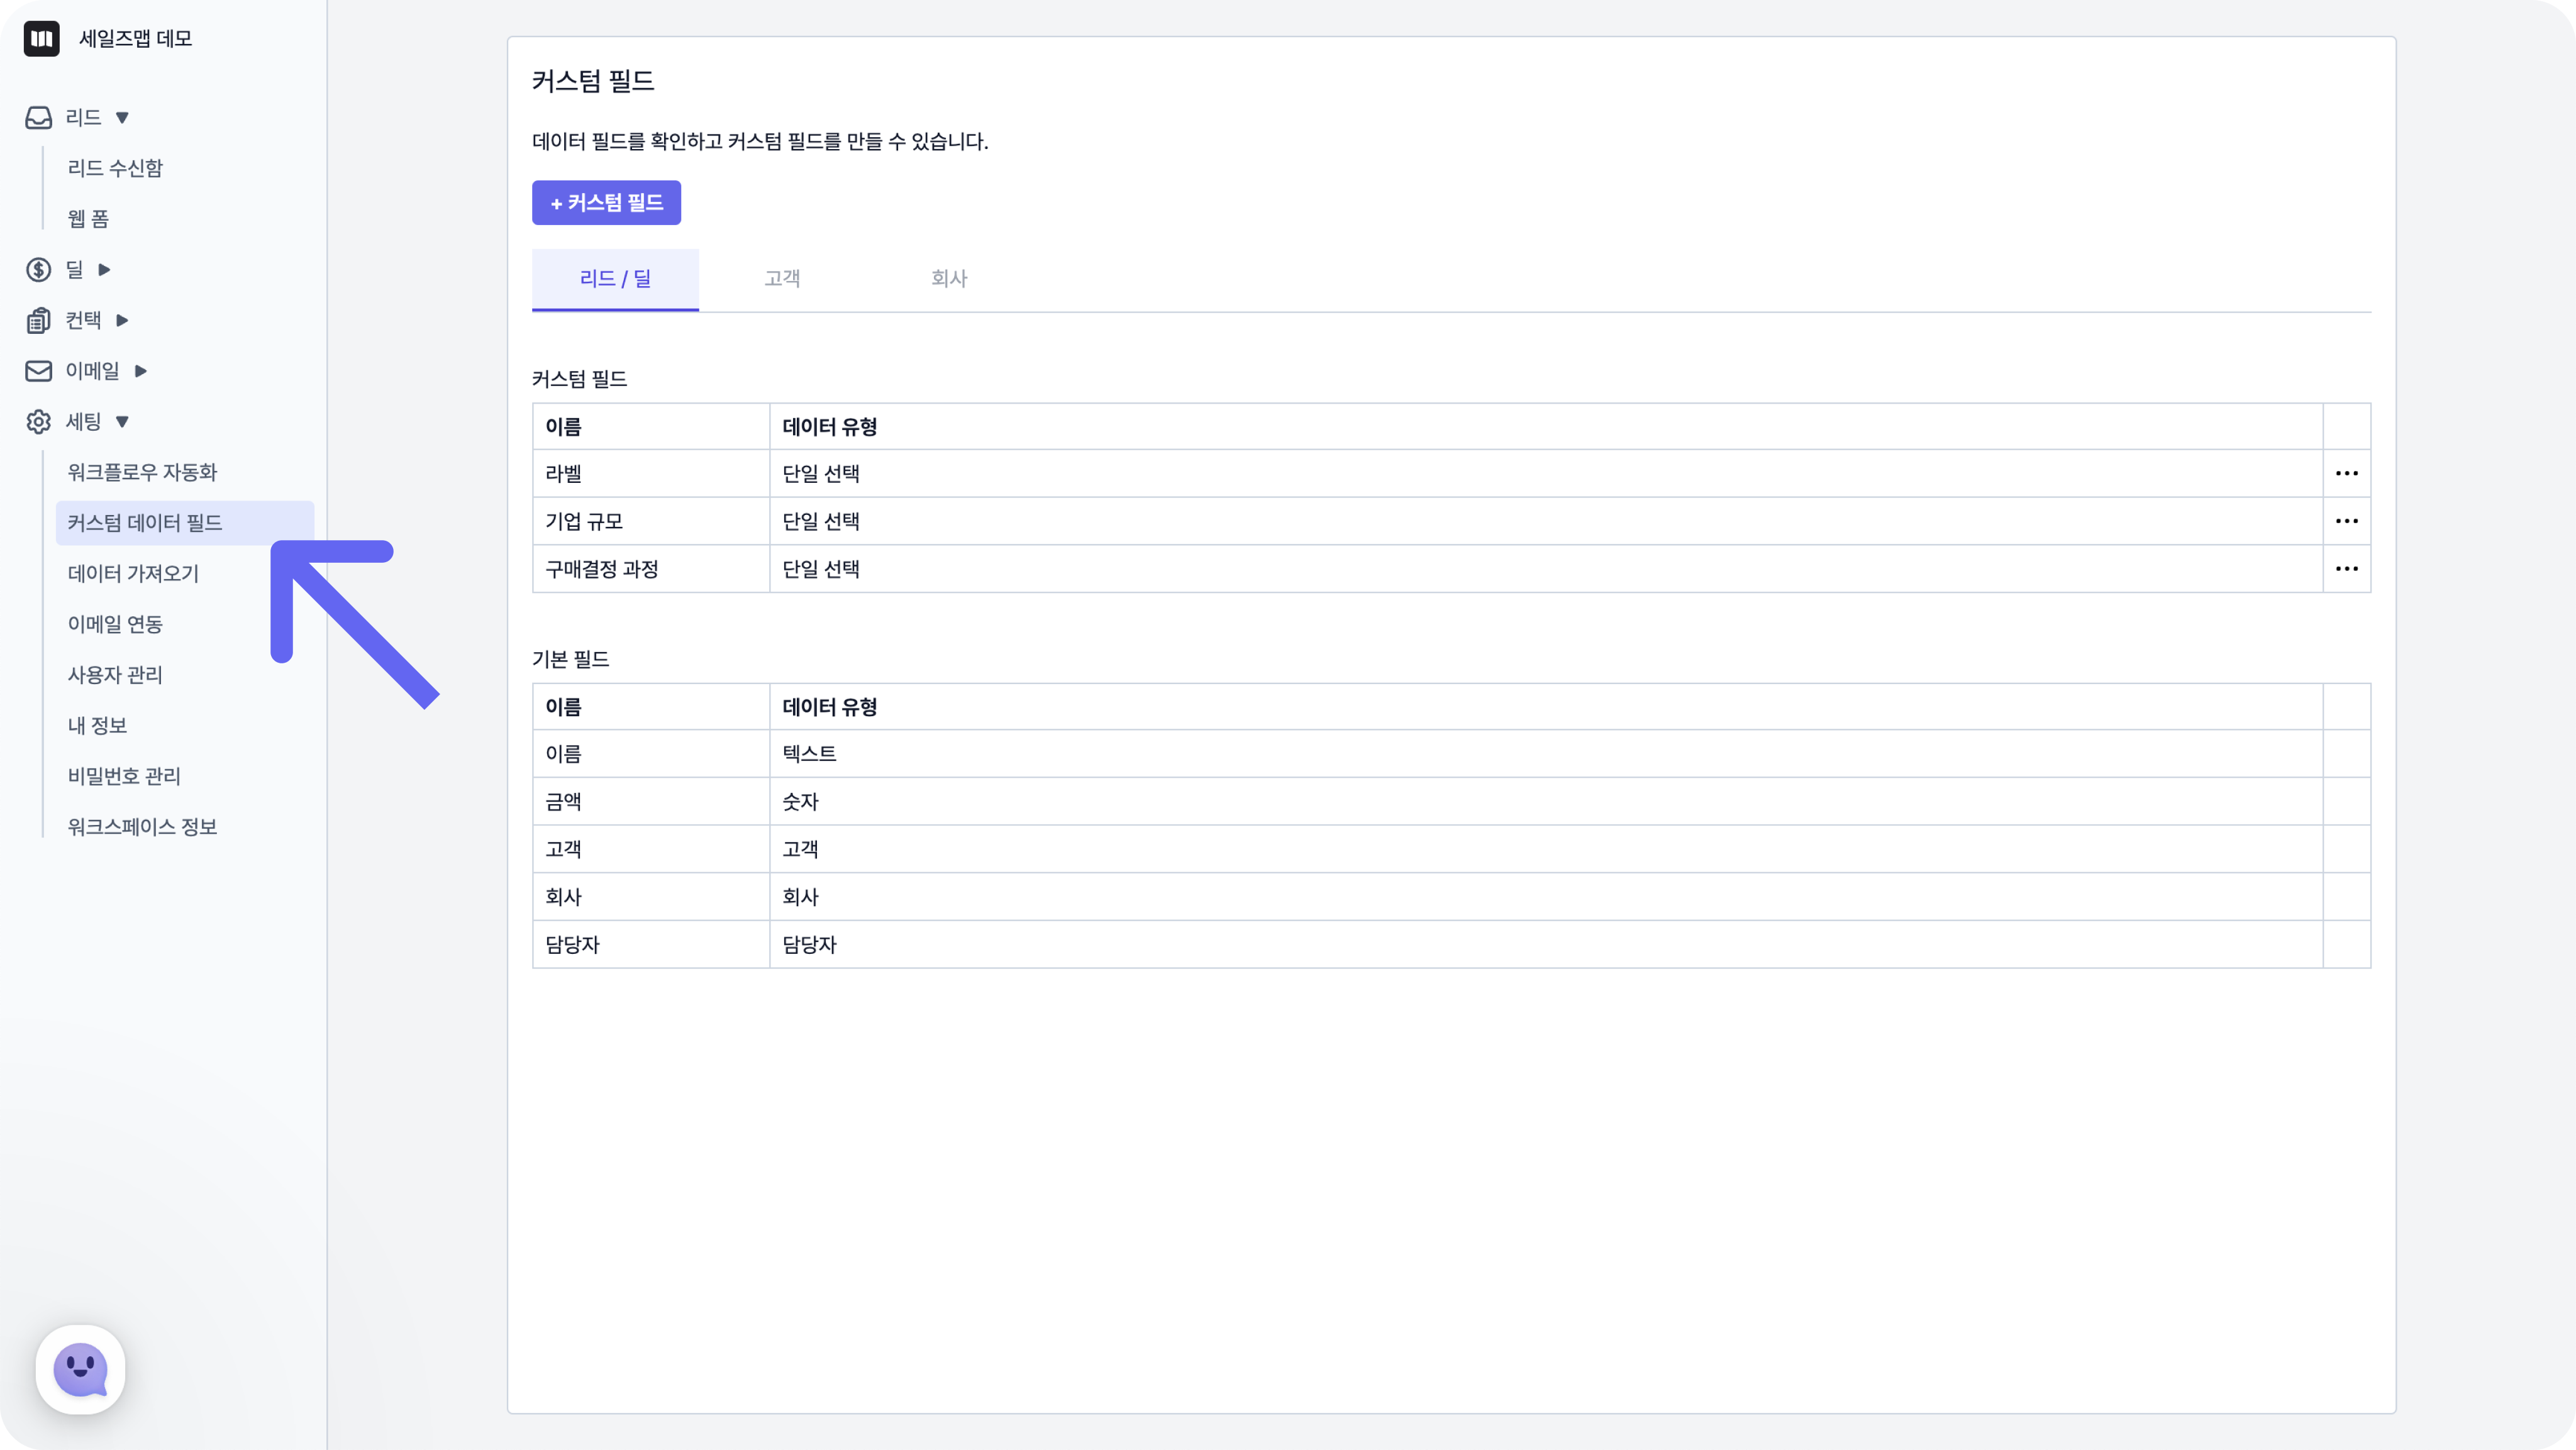 세일즈맵 데모
리드 ▼
리드 수신함
웹 폼
딜 ▶
컨택 ▶
이메일 ▶
세팅 ▼
워크플로우 자동화
커스텀 데이터 필드
데이터 가져오기
이메일 연동
사용자 관리
내 정보
비밀번호 관리
워크스페이스 정보
커스텀 필드
데이터 필드를 확인하고 커스텀 필드를 만들 수 있습니다.
+ 커스텀 필드
리드 / 딜 고객 회사
커스텀 필드
이름 데이터 유형
라벨 단일 선택 •••
기업 규모 단일 선택 •••
구매결정 과정 단일 선택 •••
기본 필드
이름 데이터 유형
이름 텍스트
금액 숫자
고객 고객
회사 회사
담당자 담당자